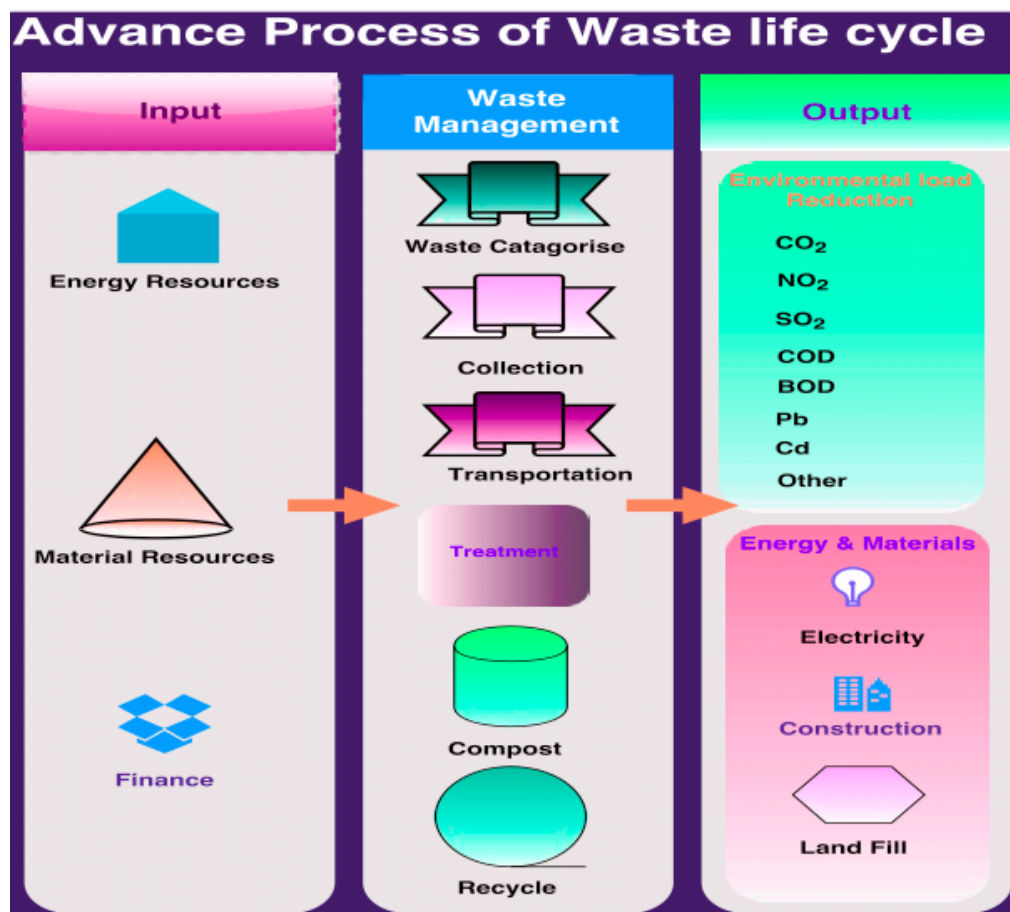 Advance Process of Waste life cycle
Input
Energy Resources
Material Resources
Finance
Waste
Management
Waste Catagorise
Collection
Transportation
Treatment
Compost
Recycle
Output
Environmental load
Reduction
CO₂
NO₂
SO₂
COD
BOD
Pb
Cd
Other
Energy & Materials
Electricity
Construction
Land Fill